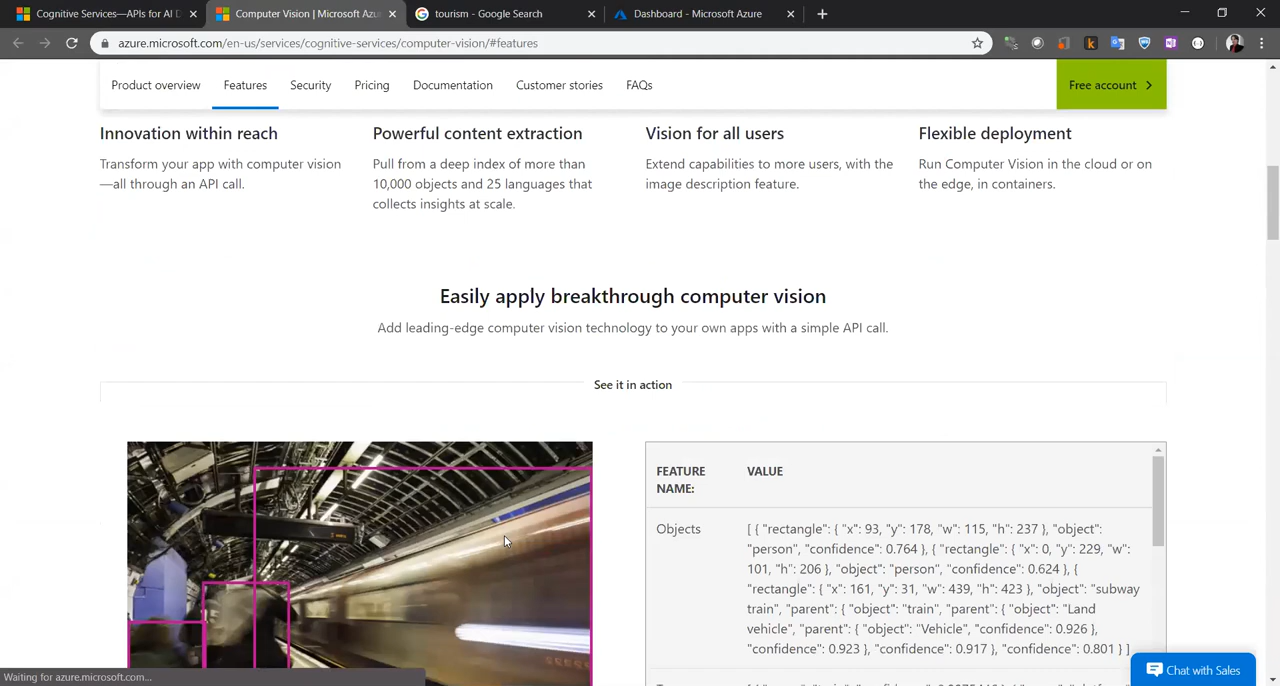 Cognitive Services—APIs for AI D
Computer Vision | Microsoft Azu
tourism - Google Search
Dashboard - Microsoft Azure
azure.microsoft.com/en-us/services/cognitive-services/computer-vision/#features
Product overview
Features
Security
Pricing
Documentation
Customer stories
FAQs
Free account
Innovation within reach
Transform your app with computer vision
—all through an API call.
Powerful content extraction
Pull from a deep index of more than
10,000 objects and 25 languages that
collects insights at scale.
Vision for all users
Extend capabilities to more users, with the
image description feature.
Flexible deployment
Run Computer Vision in the cloud or on
the edge, in containers.
Easily apply breakthrough computer vision
Add leading-edge computer vision technology to your own apps with a simple API call.
See it in action
FEATURE
NAME:
VALUE
Objects
[ { "rectangle": { "x": 93, "y": 178, "w": 115, "h": 237 }, "object":
"person", "confidence": 0.764 }, { "rectangle": { "x": 0, "y": 229, "w":
101, "h": 206 }, "object": "person", "confidence": 0.624 }, {
"rectangle": { "x": 161, "y": 31, "w": 439, "h": 423 }, "object": "subway
train", "parent": { "object": "train", "parent": { "object": "Land
vehicle", "parent": { "object": "Vehicle", "confidence": 0.926 },
"confidence": 0.923 }, "confidence": 0.917 }, "confidence": 0.801 } ]
Chat with Sales
Waiting for azure.microsoft.com...